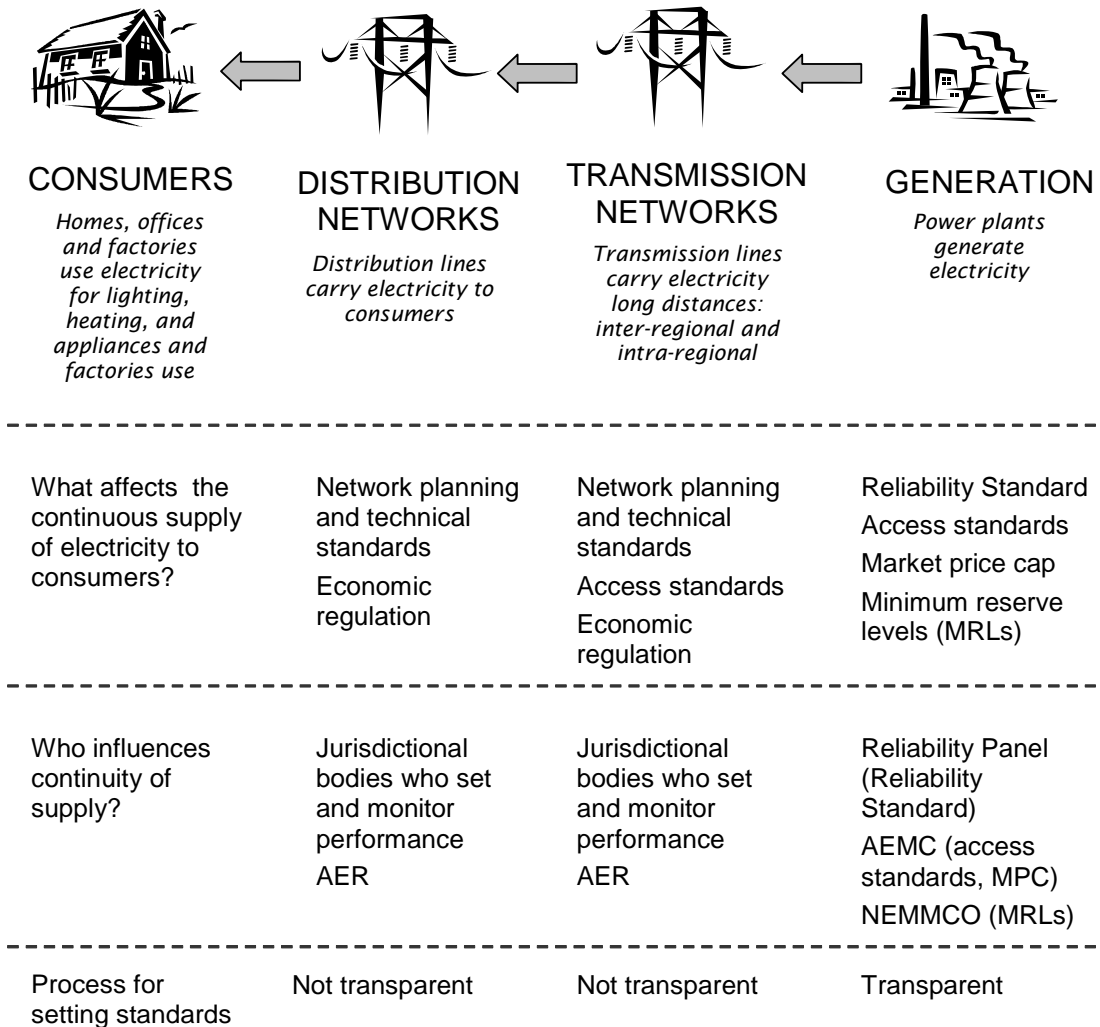 CONSUMERS
Homes, offices
and factories
use electricity
for lighting,
heating, and
appliances and
factories use
DISTRIBUTION
NETWORKS
Distribution lines
carry electricity to
consumers
TRANSMISSION
NETWORKS
Transmission lines
carry electricity
long distances:
inter-regional and
intra-regional
GENERATION
Power plants
generate
electricity
What affects the
continuous supply
of electricity to
consumers?
Network planning
and technical
standards
Economic
regulation
Network planning
and technical
standards
Access standards
Economic
regulation
Reliability Standard
Access standards
Market price cap
Minimum reserve
levels (MRLs)
Who influences
continuity of
supply?
Jurisdictional
bodies who set
and monitor
performance
AER
Jurisdictional
bodies who set
and monitor
performance
AER
Reliability Panel
(Reliability
Standard)
AEMC (access
standards, MPC)
NEMMCO (MRLs)
Process for
setting standards
Not transparent
Not transparent
Transparent